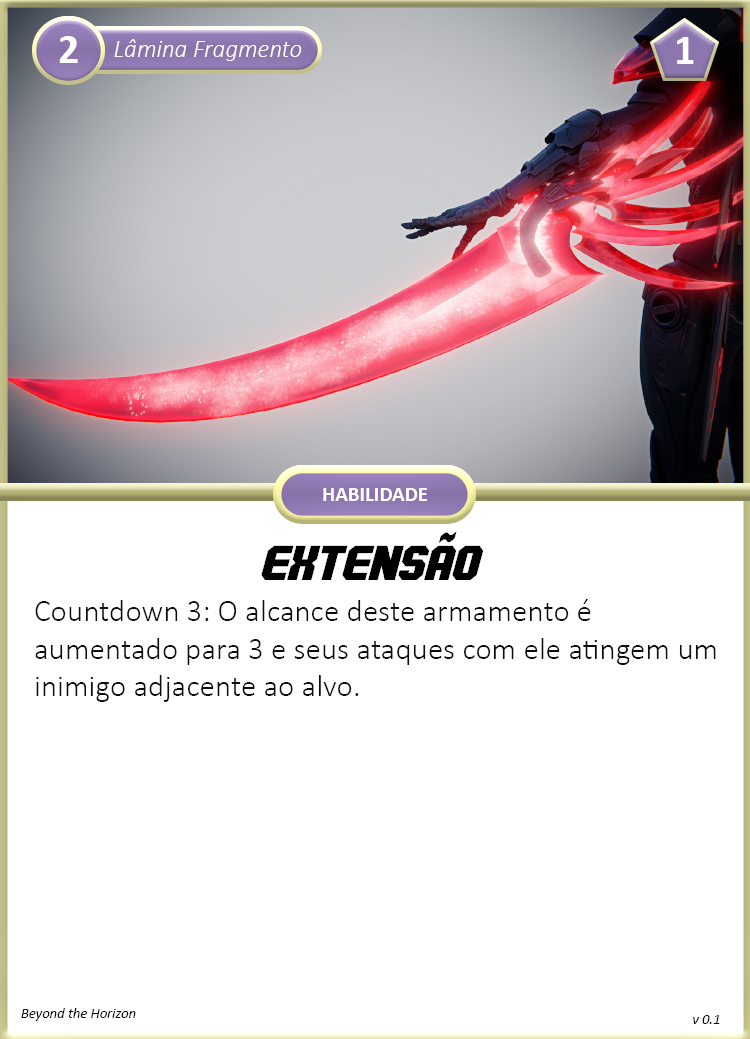 2 Lâmina Fragmento 1
HABILIDADE
EXTENSÃO
Countdown 3: O alcance deste armamento é
aumentado para 3 e seus ataques com ele atingem um
inimigo adjacente ao alvo.
Beyond the Horizon
v 0.1